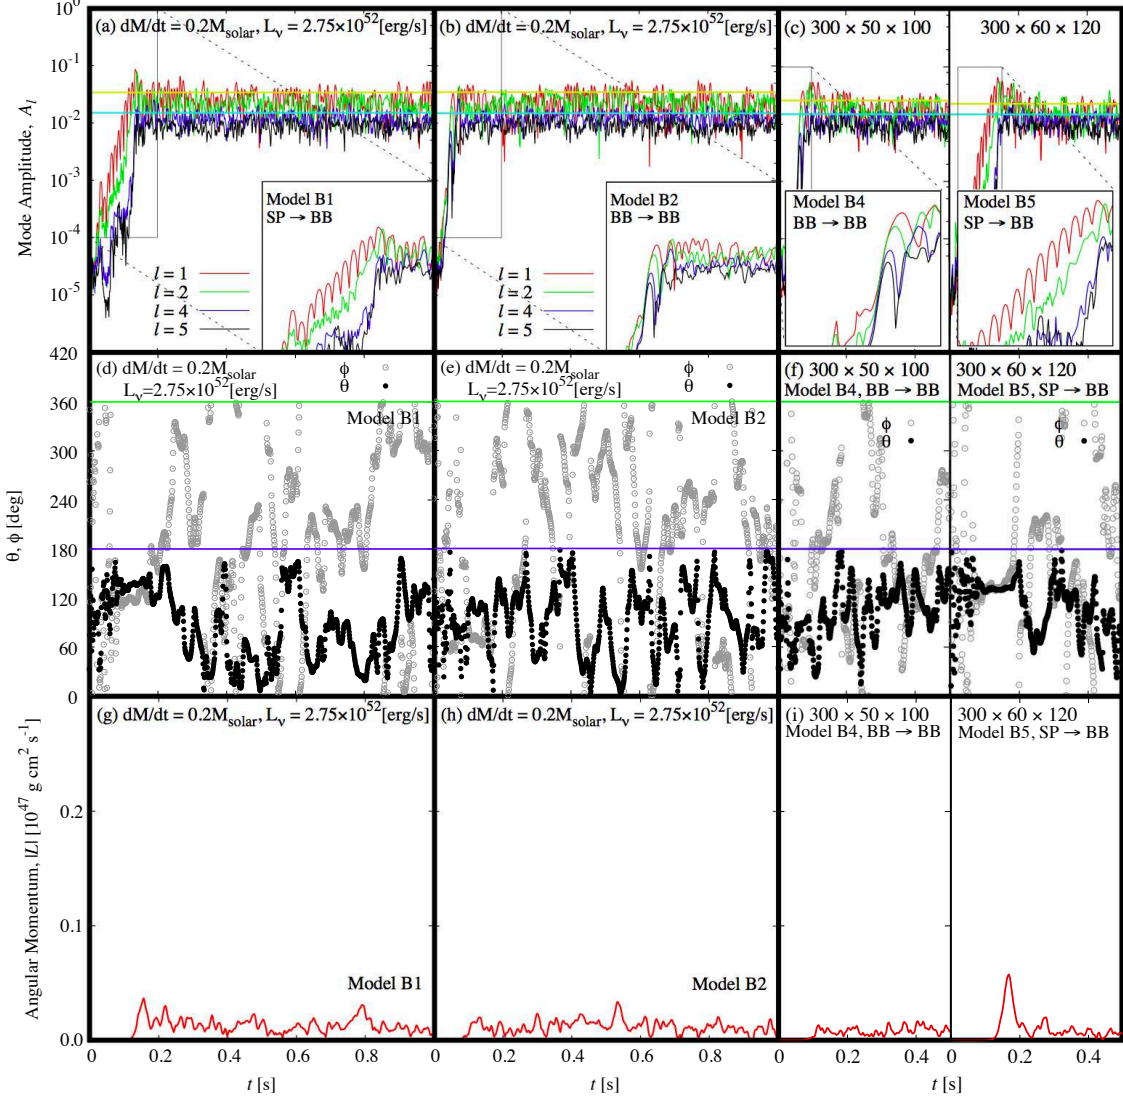 (a) dM/dt = 0.2M_solar, L_ν = 2.75×10^52[erg/s]
(b) dM/dt = 0.2M_solar, L_ν = 2.75×10^52[erg/s]
(c) 300 × 50 × 100
300 × 60 × 120
10^0
10^-1
10^-2
10^-3
10^-4
10^-5
Mode Amplitude, A_l
Model B1
SP → BB
Model B2
BB → BB
Model B4
BB → BB
Model B5
SP → BB
l = 1
l = 2
l = 4
l = 5
l = 1
l = 2
l = 4
l = 5
(d) dM/dt = 0.2M_solar
L_ν=2.75×10^52[erg/s]
ϕ
θ
Model B1
(e) dM/dt = 0.2M_solar
L_ν=2.75×10^52[erg/s]
ϕ
θ
Model B2
(f) 300 × 50 × 100
Model B4, BB → BB
ϕ
θ
300 × 60 × 120
Model B5, SP → BB
ϕ
θ
420
360
300
240
180
120
60
0
θ, ϕ [deg]
(g) dM/dt = 0.2M_solar, L_ν = 2.75×10^52[erg/s]
Model B1
(h) dM/dt = 0.2M_solar, L_ν = 2.75×10^52[erg/s]
Model B2
(i) 300 × 50 × 100
Model B4, BB → BB
300 × 60 × 120
Model B5, SP → BB
0.2
0.1
0.0
Angular Momentum, |L| [10^47 g cm^2 s^-1]
0 0.2 0.4 0.6 0.8
0 0.2 0.4 0.6 0.8
0 0.2 0.4
0 0.2 0.4
t [s]
t [s]
t [s]
t [s]